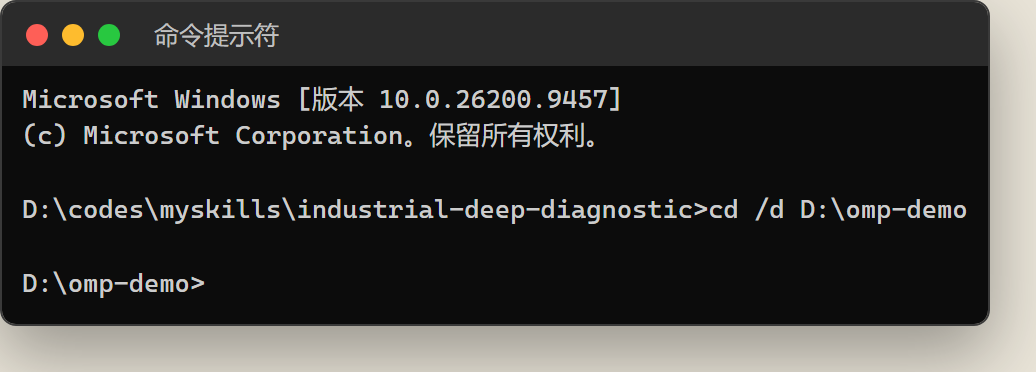 命令提示符
Microsoft Windows [版本 10.0.26200.9457]
(c) Microsoft Corporation。保留所有权利。
D:\codes\myskills\industrial-deep-diagnostic>cd /d D:\omp-demo
D:\omp-demo>